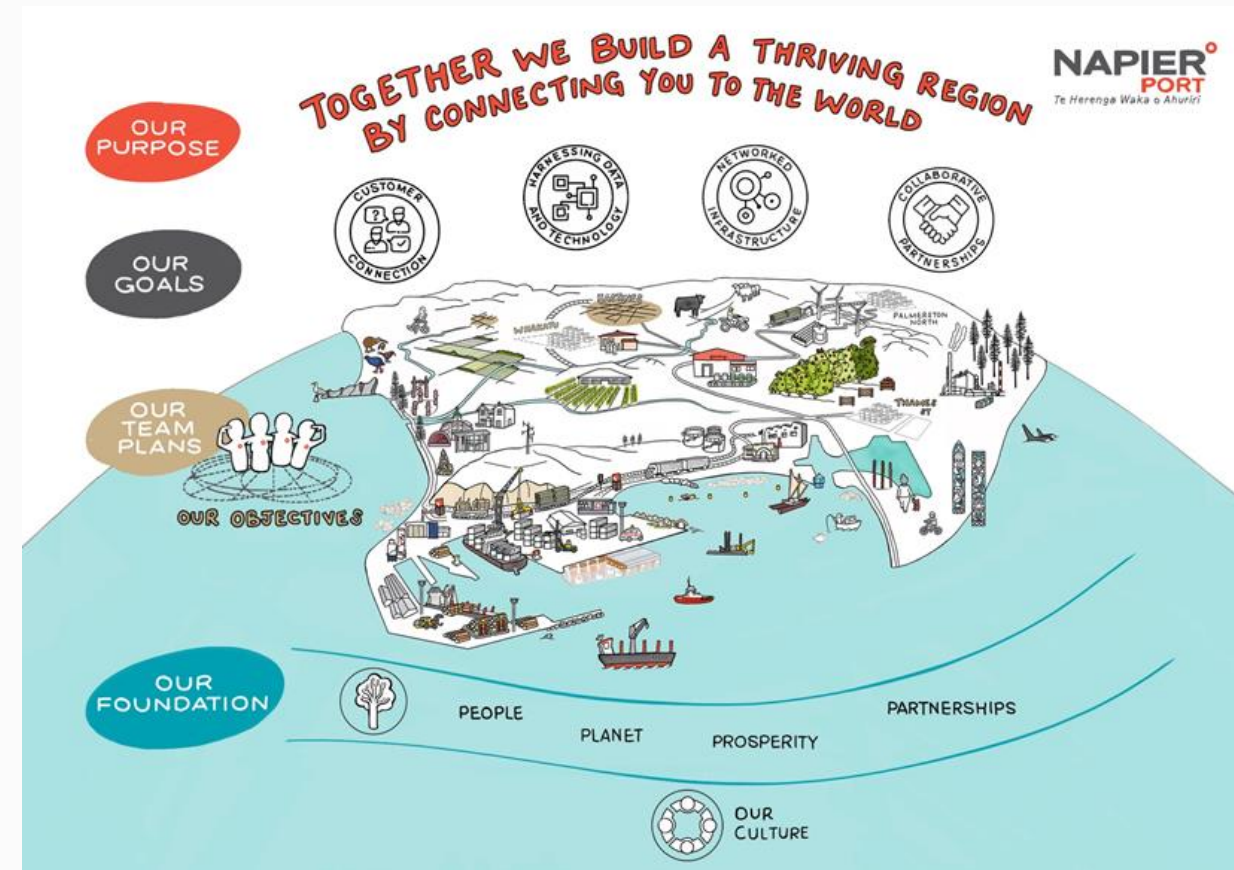 TOGETHER WE BUILD A THRIVING REGION
BY CONNECTING YOU TO THE WORLD
NAPIER
PORT
Te Herenga Waka o Ahuriri
OUR
PURPOSE
CUSTOMER
CONNECTION
HARNESSING DATA
AND TECHNOLOGY
NETWORKED
INFRASTRUCTURE
COLLABORATIVE
PARTNERSHIPS
OUR
GOALS
HASTINGS
WHAKATU
PALMERSTON
NORTH
THAMES
ST
OUR
TEAM
PLANS
OUR OBJECTIVES
OUR
FOUNDATION
PEOPLE
PLANET
PROSPERITY
PARTNERSHIPS
OUR
CULTURE